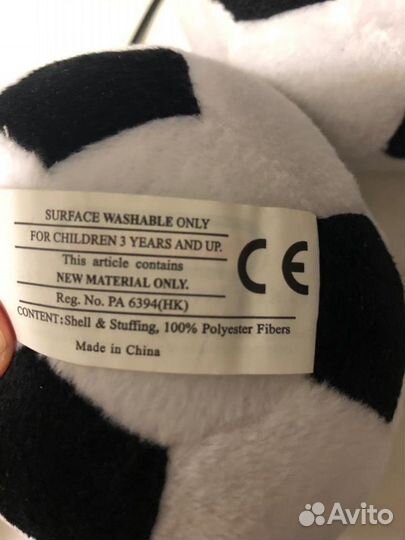 SURFACE WASHABLE ONLY
FOR CHILDREN 3 YEARS AND UP.
This article contains
NEW MATERIAL ONLY.
Reg. No. PA 6394(HK)
CONTENT:Shell & Stuffing, 100% Polyester Fibers
Made in China
CE
Avito